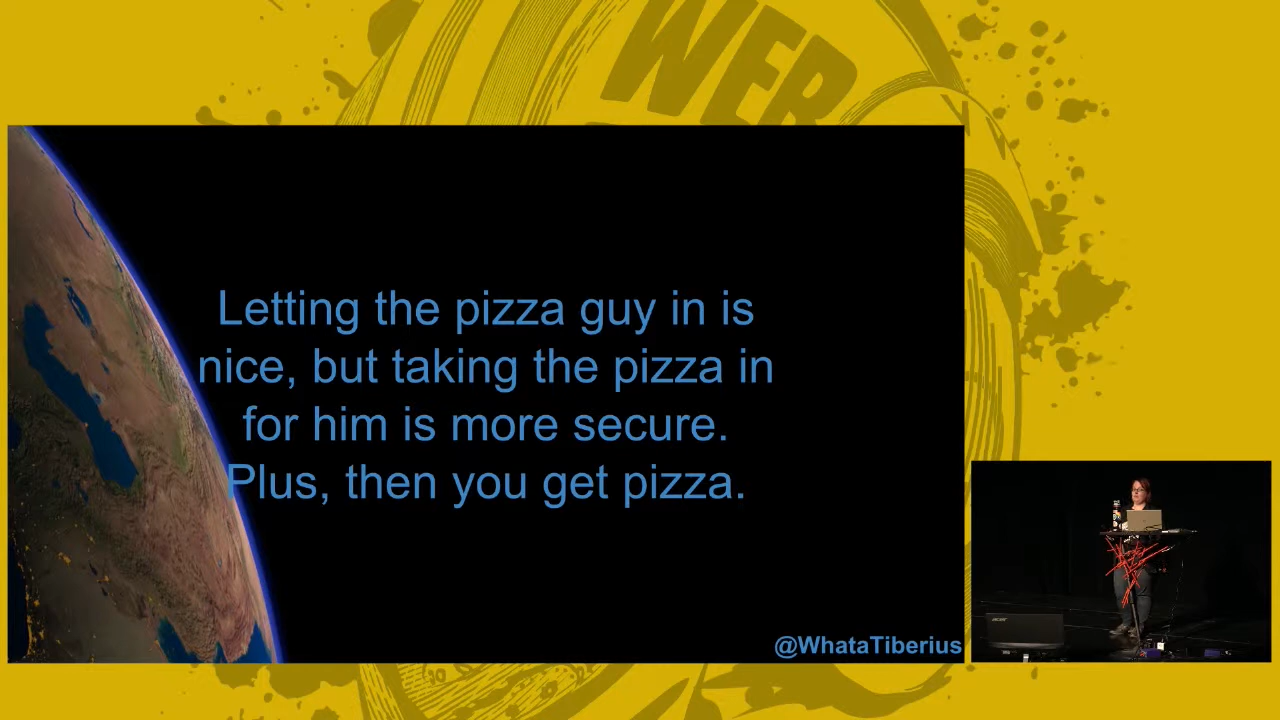 WEB
Letting the pizza guy in is
nice, but taking the pizza in
for him is more secure.
Plus, then you get pizza.
@WhataTiberius
acer